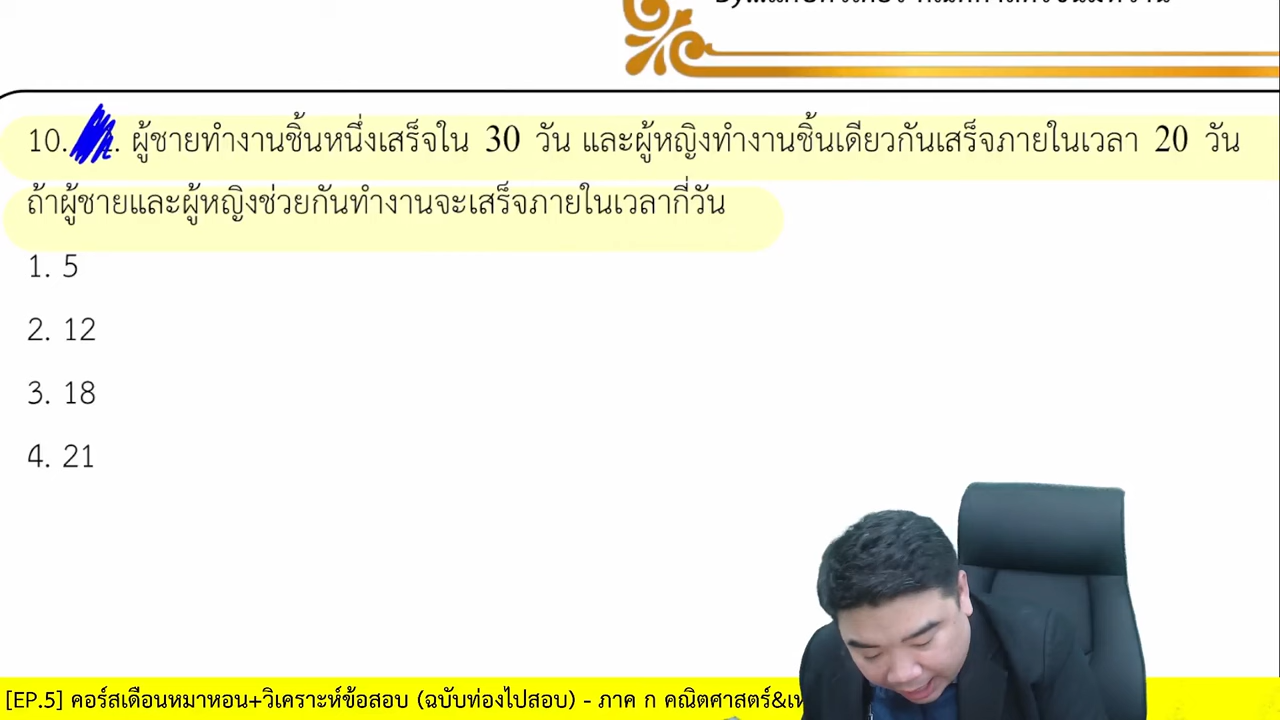 10. ผู้ชายทำงานชิ้นหนึ่งเสร็จใน 30 วัน และผู้หญิงทำงานชิ้นเดียวกันเสร็จภายในเวลา 20 วัน
ถ้าผู้ชายและผู้หญิงช่วยกันทำงานจะเสร็จภายในเวลากี่วัน
1. 5
2. 12
3. 18
4. 21
[EP.5] คอร์สเดือนหมาหอน+วิเคราะห์ข้อสอบ (ฉบับท่องไปสอบ) - ภาค ก คณิตศาสตร์&